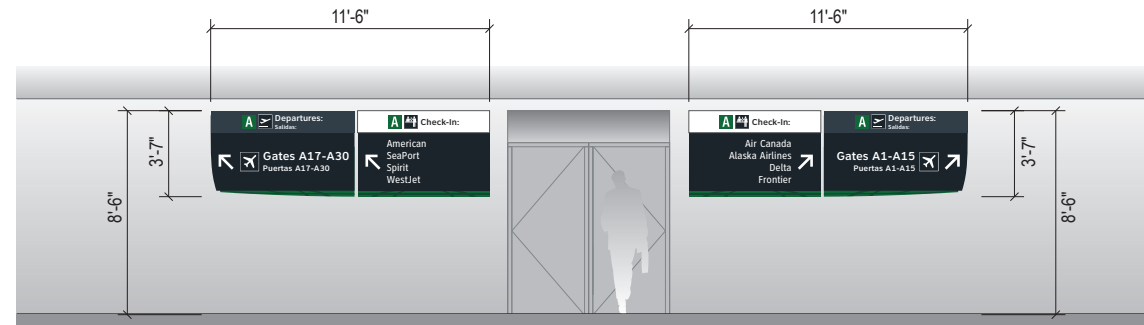 11'-6"
11'-6"
A Departures:
Salidas:
A Check-In:
Gates A17-A30
Puertas A17-A30
American
SeaPort
Spirit
WestJet
A Check-In:
A Departures:
Salidas:
Air Canada
Alaska Airlines
Delta
Frontier
Gates A1-A15
Puertas A1-A15
3'-7"
8'-6"
3'-7"
8'-6"